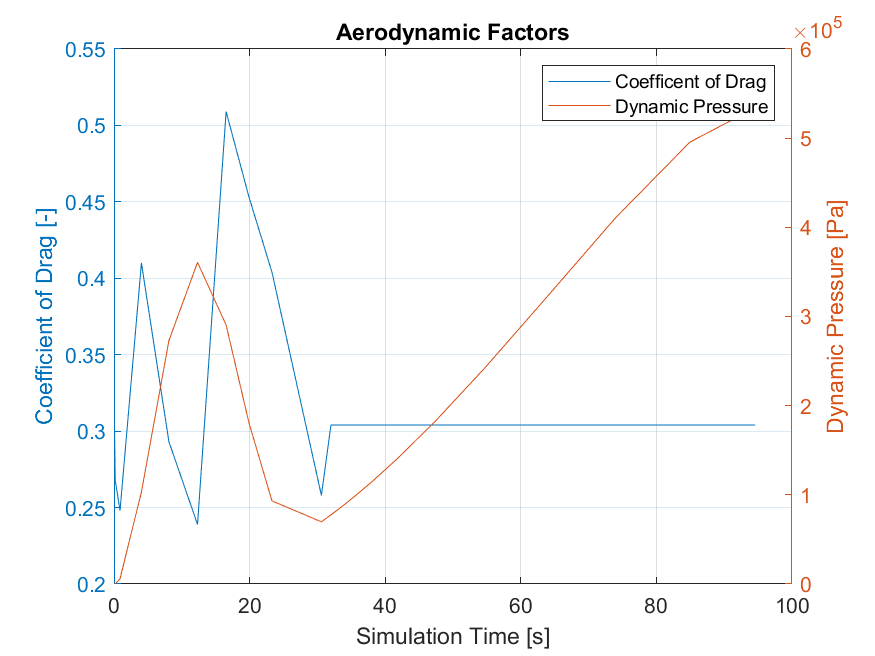 Aerodynamic Factors
×10^5
0.55
0.5
0.45
0.4
0.35
0.3
0.25
0.2
Coefficient of Drag [-]
Coefficent of Drag
Dynamic Pressure
6
5
4
3
2
1
0
Dynamic Pressure [Pa]
0 20 40 60 80 100
Simulation Time [s]